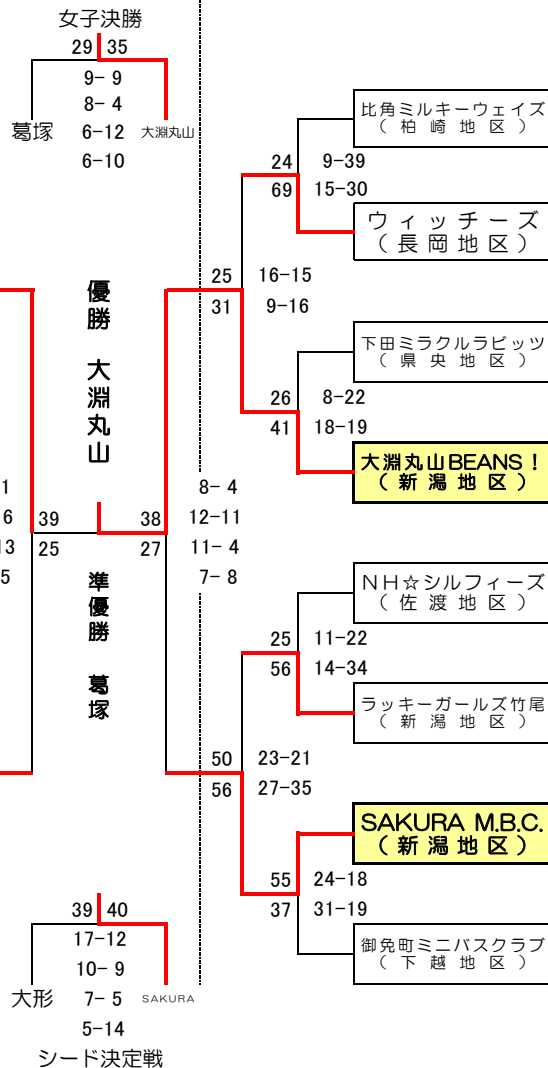 女子決勝
29 35
9- 9
8- 4
葛塚 6-12 大淵丸山
6-10
優勝 大淵丸山
39
25
38
27
準優勝 葛塚
39 40
17-12
10- 9
大形 7- 5 SAKURA
5-14
シード決定戦
8- 4
12-11
11- 4
7- 8
25 16-15
31 9-16
50 23-21
56 27-35
比角ミルキーウェイズ
(柏崎地区)
24 9-39
69 15-30
ウィッチーズ
(長岡地区)
下田ミラクルラビッツ
(県央地区)
26 8-22
41 18-19
大淵丸山BEANS!
(新潟地区)
NH☆シルフィーズ
(佐渡地区)
25 11-22
56 14-34
ラッキーガールズ竹尾
(新潟地区)
SAKURA M.B.C.
(新潟地区)
55 24-18
37 31-19
御免町ミニバスクラブ
(下越地区)